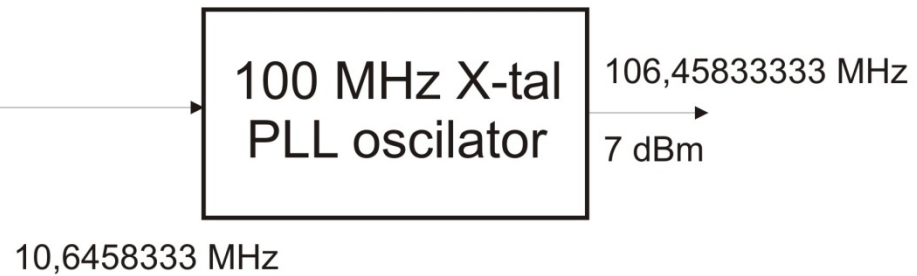 100 MHz X-tal
PLL oscilator
106,45833333 MHz
7 dBm
10,6458333 MHz